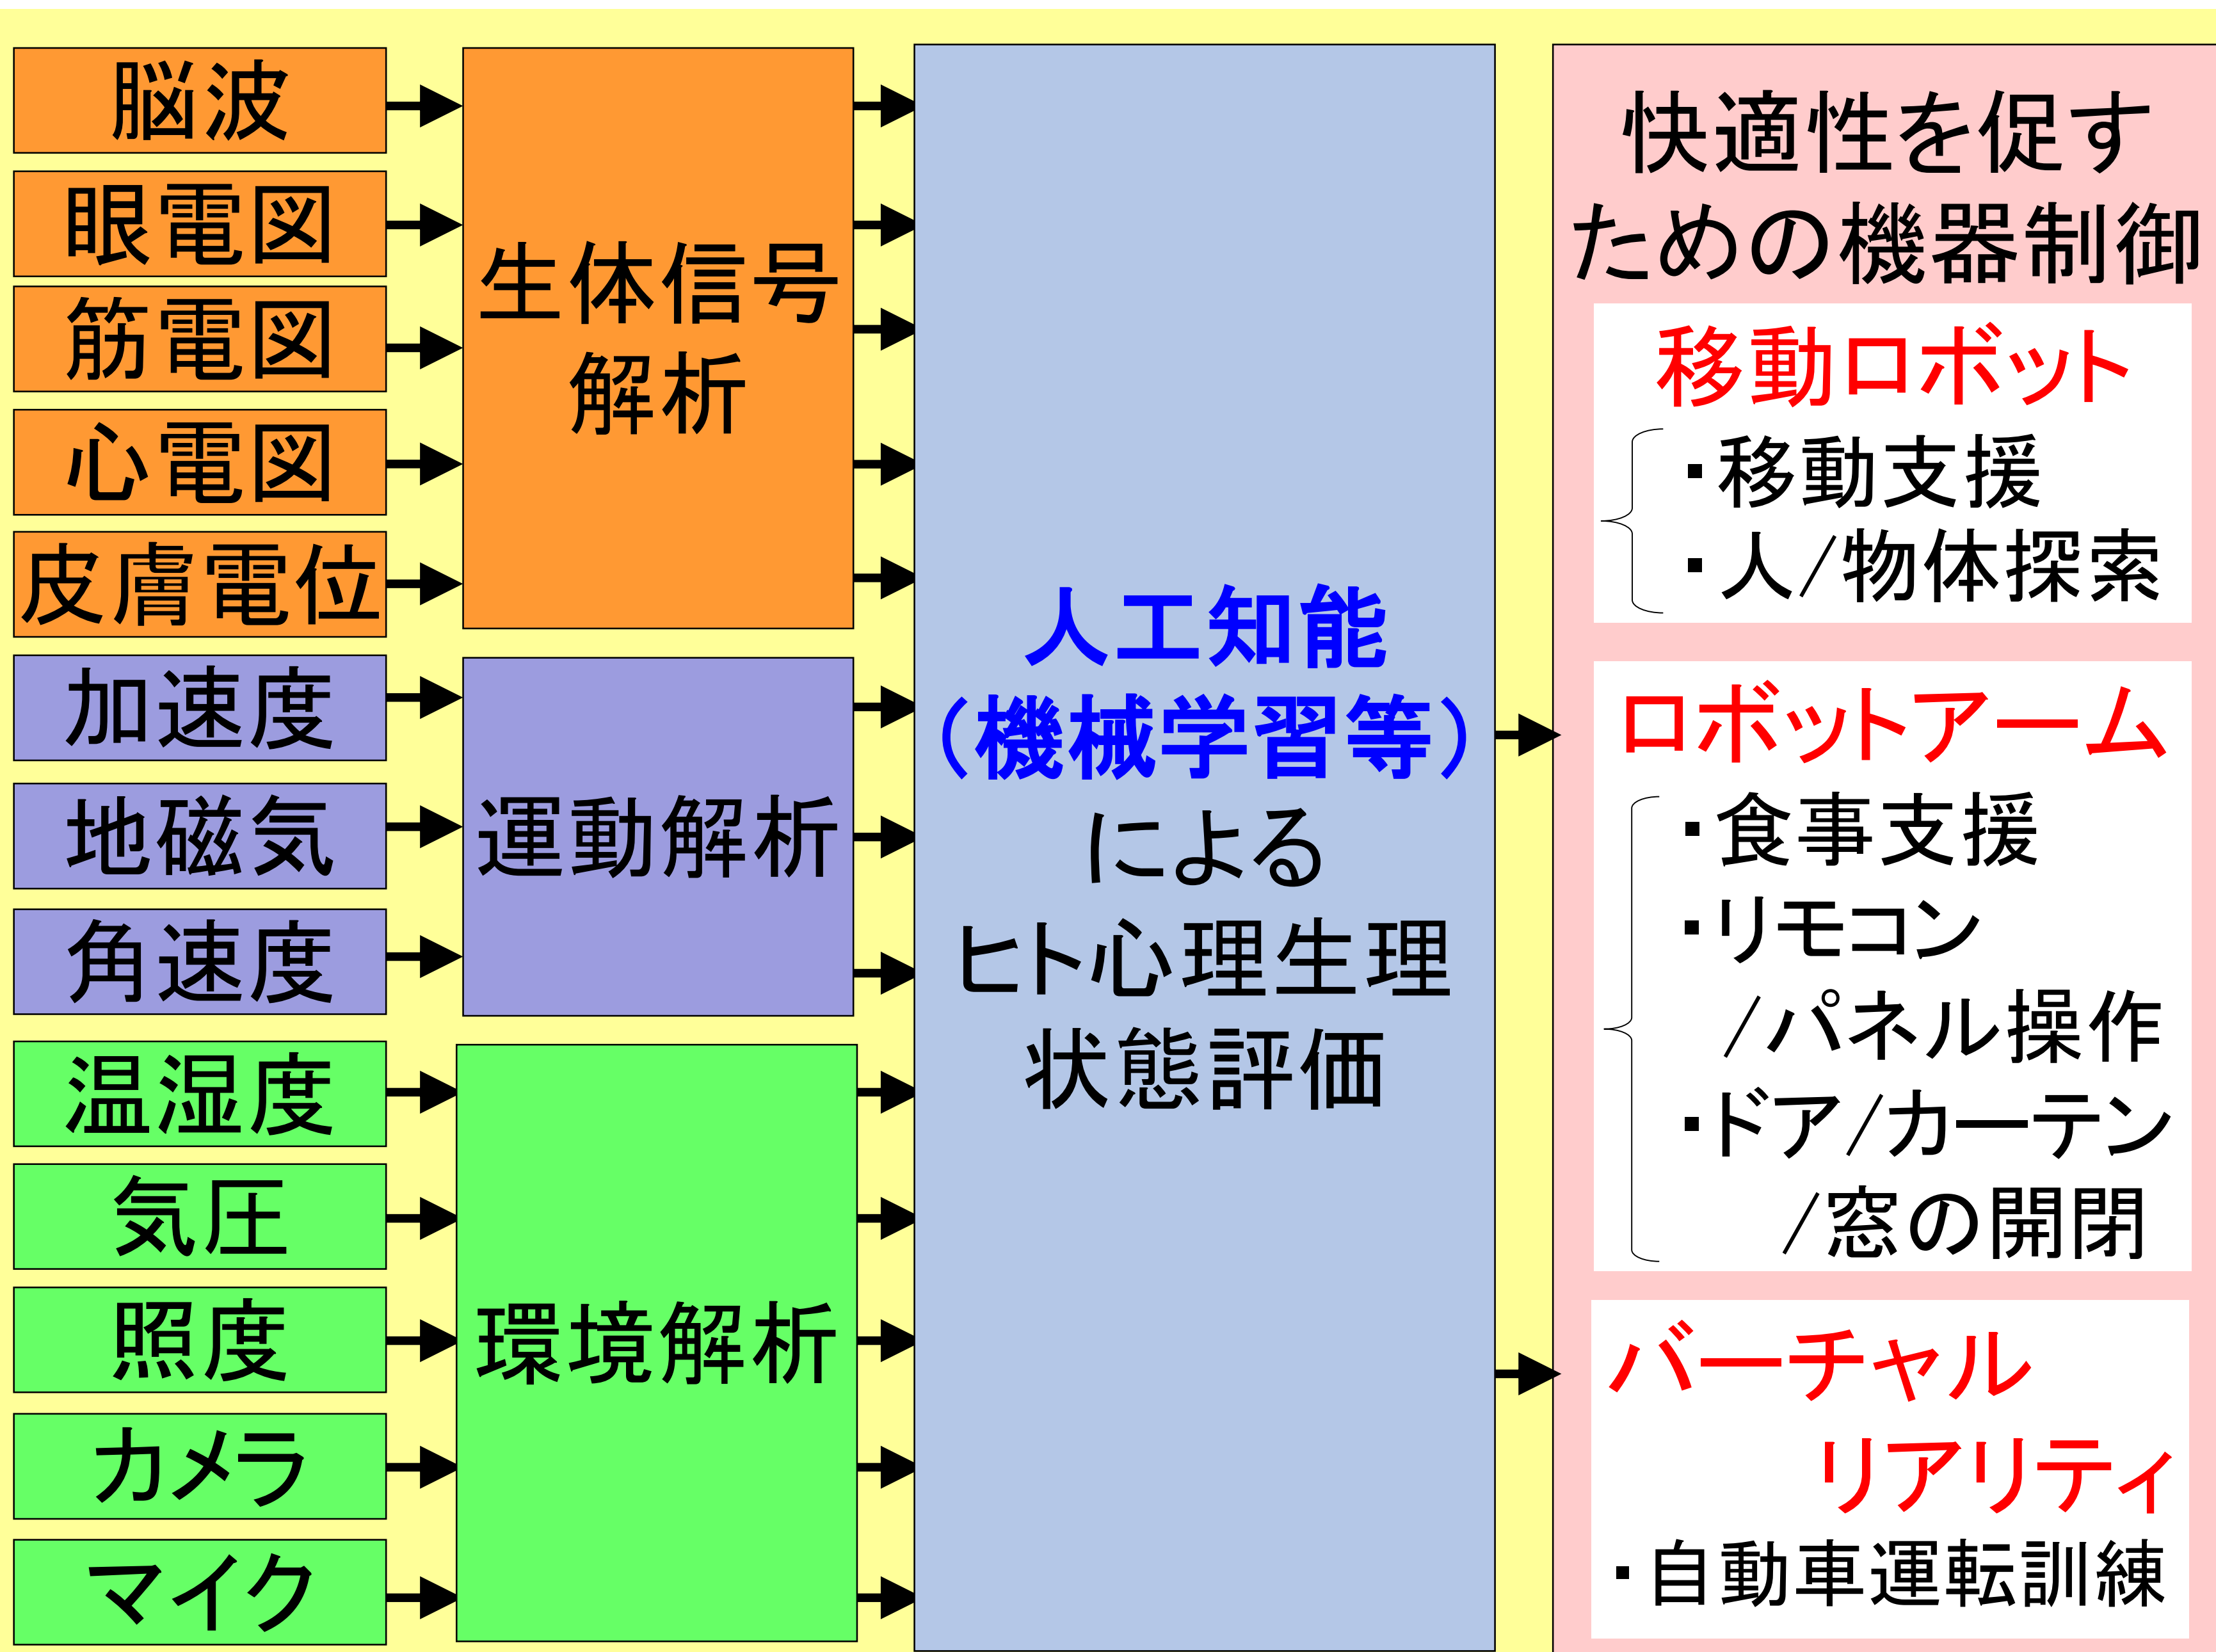 脳波
眼電図
筋電図
心電図
皮膚電位
加速度
地磁気
角速度
温湿度
気圧
照度
カメラ
マイク
生体信号
解析
運動解析
環境解析
人工知能
（機械学習等）
による
ヒト心理生理
状態評価
快適性を促す
ための機器制御
移動ロボット
・移動支援
・人/物体探索
ロボットアーム
・食事支援
・リモコン
/パネル操作
・ドア/カーテン
/窓の開閉
バーチャル
リアリティ
・自動車運転訓練